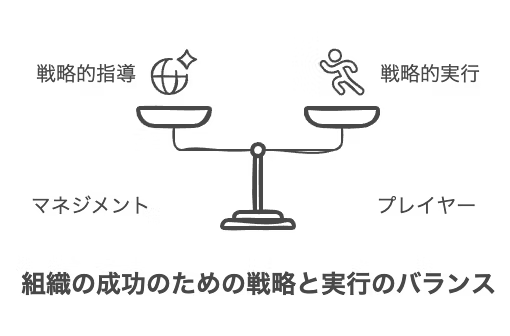 戦略的指導
戦略的実行
マネジメント
プレイヤー
組織の成功のための戦略と実行のバランス